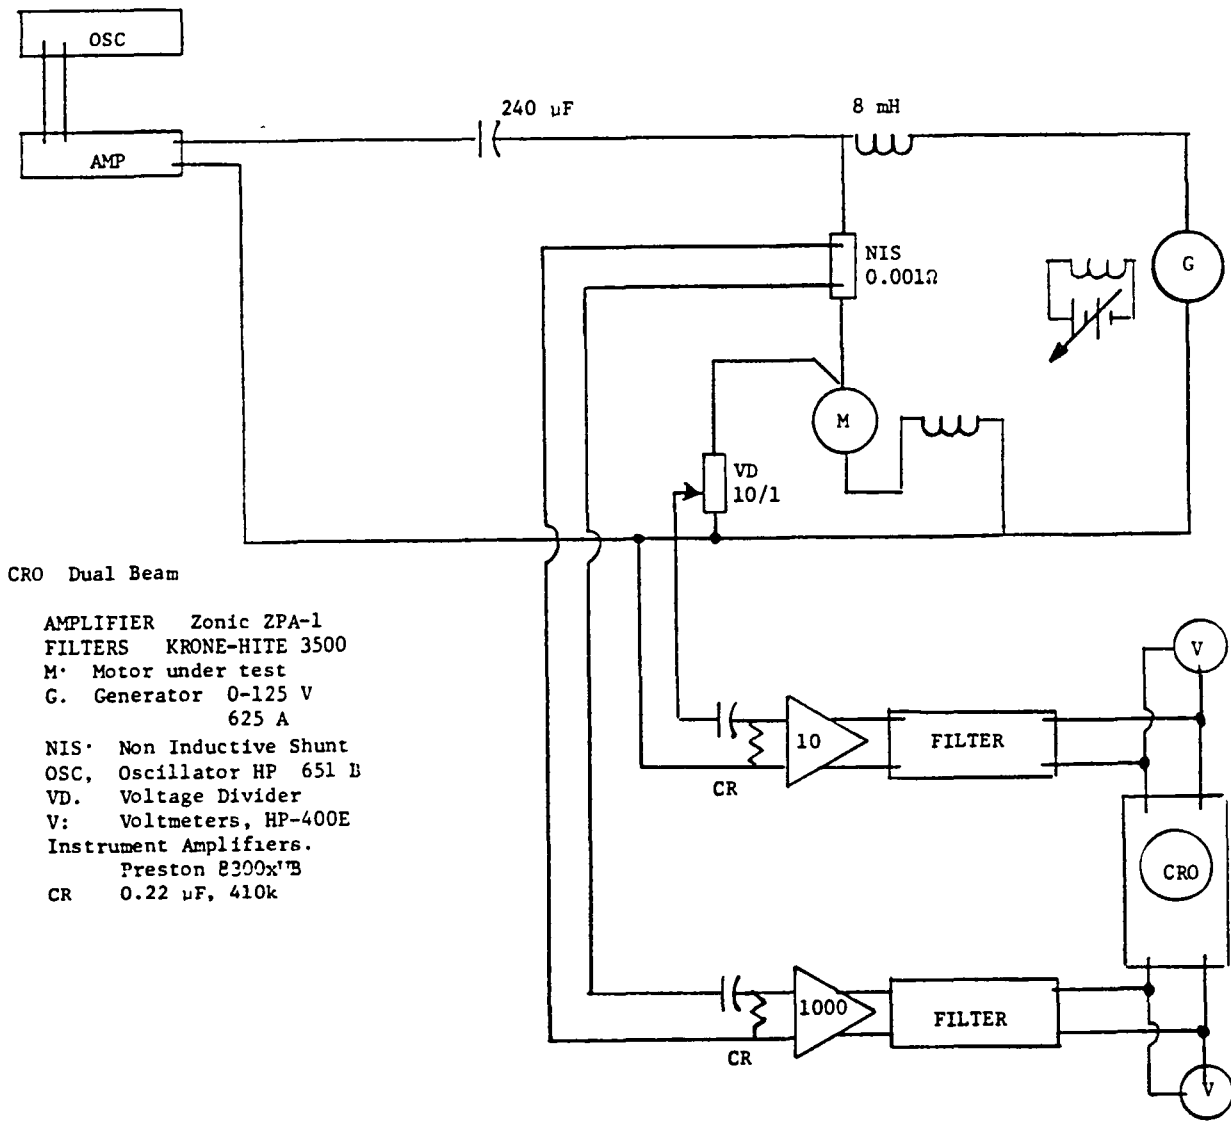 OSC
AMP
240 µF
8 mH
NIS
0.001Ω
G
M
VD
10/1
CRO Dual Beam
AMPLIFIER Zonic ZPA-1
FILTERS KRONE-HITE 3500
M· Motor under test
G. Generator 0-125 V
625 A
NIS· Non Inductive Shunt
OSC, Oscillator HP 651 B
VD. Voltage Divider
V: Voltmeters, HP-400E
Instrument Amplifiers.
Preston
CR 0.22 µF, 410k
V
10
FILTER
CR
CRO
1000
FILTER
CR
V